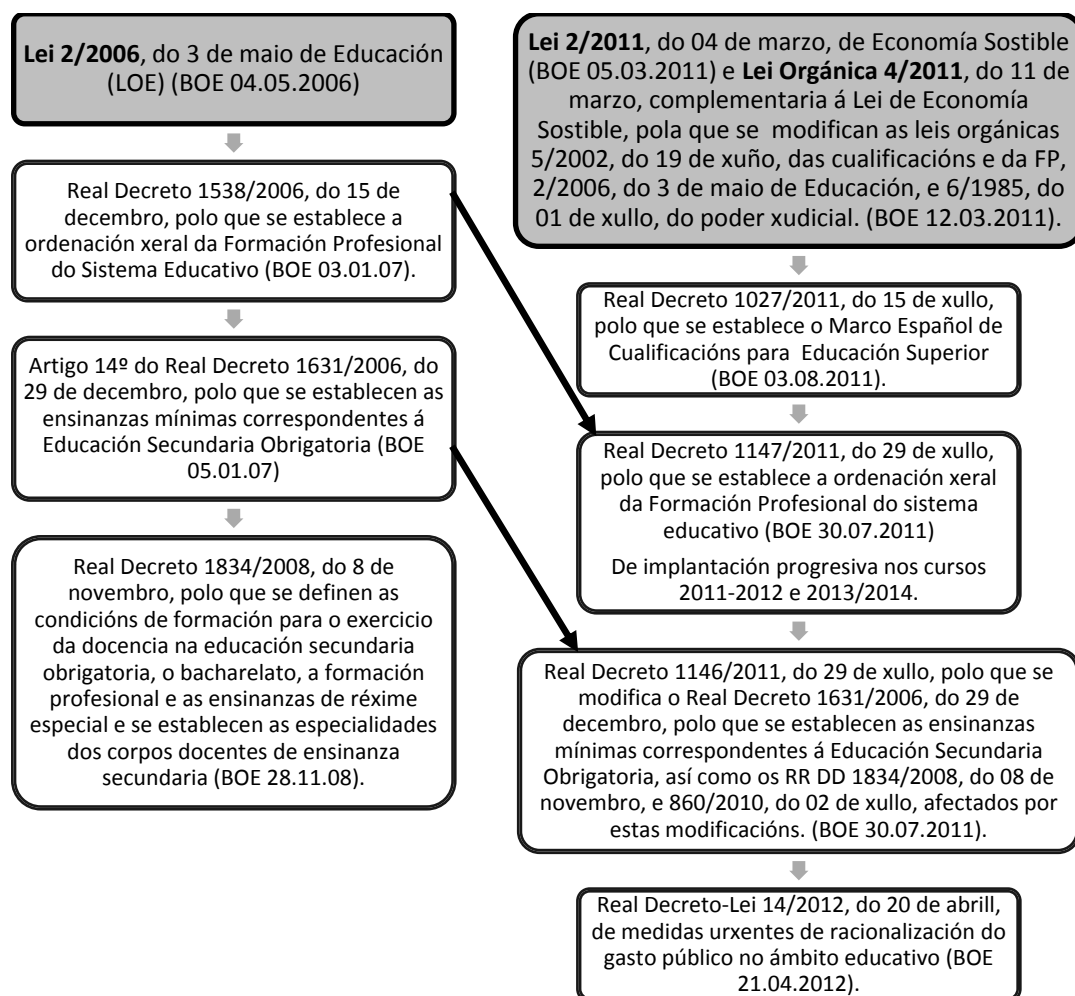 Lei 2/2006, do 3 de maio de Educación
(LOE) (BOE 04.05.2006)
Real Decreto 1538/2006, do 15 de
decembro, polo que se establece a
ordenación xeral da Formación Profesional
do Sistema Educativo (BOE 03.01.07).
Artigo 14º do Real Decreto 1631/2006, do
29 de decembro, polo que se establecen as
ensinanzas mínimas correspondentes á
Educación Secundaria Obrigatoria (BOE
05.01.07)
Real Decreto 1834/2008, do 8 de
novembro, polo que se definen as
condicións de formación para o exercicio
da docencia na educación secundaria
obrigatoria, o bacharelato, a formación
profesional e as ensinanzas de réxime
especial e se establecen as especialidades
dos corpos docentes de ensinanza
secundaria (BOE 28.11.08).
Lei 2/2011, do 04 de marzo, de Economía Sostible
(BOE 05.03.2011) e Lei Orgánica 4/2011, do 11 de
marzo, complementaria á Lei de Economía
Sostible, pola que se modifican as leis orgánicas
5/2002, do 19 de xuño, das cualificacións e da FP,
2/2006, do 3 de maio de Educación, e 6/1985, do
01 de xullo, do poder xudicial. (BOE 12.03.2011).
Real Decreto 1027/2011, do 15 de xullo,
polo que se establece o Marco Español de
Cualificacións para Educación Superior
(BOE 03.08.2011).
Real Decreto 1147/2011, do 29 de xullo,
polo que se establece a ordenación xeral
da Formación Profesional do sistema
educativo (BOE 30.07.2011)
De implantación progresiva nos cursos
2011-2012 e 2013/2014.
Real Decreto 1146/2011, do 29 de xullo, polo que se
modifica o Real Decreto 1631/2006, do 29 de
decembro, polo que se establecen as ensinanzas
mínimas correspondentes á Educación Secundaria
Obrigatoria, así como os RR DD 1834/2008, do 08 de
novembro, e 860/2010, do 02 de xullo, afectados por
estas modificacións. (BOE 30.07.2011).
Real Decreto-Lei 14/2012, do 20 de abrill,
de medidas urxentes de racionalización do
gasto público no ámbito educativo (BOE
21.04.2012).